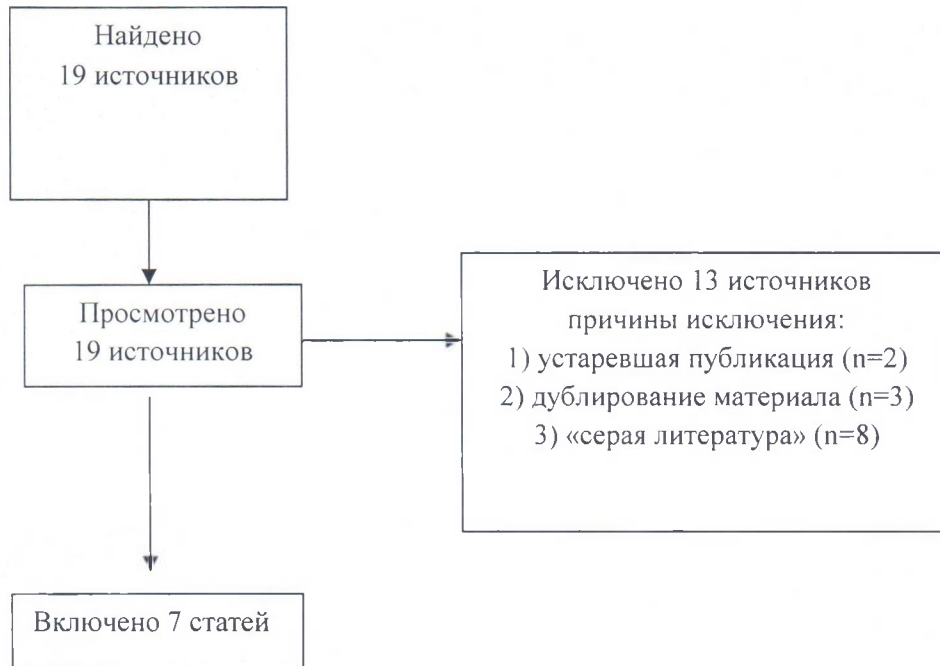 Найдено
19 источников
Просмотрено
19 источников
Исключено 13 источников
причины исключения:
1) устаревшая публикация (n=2)
2) дублирование материала (n=3)
3) «серая литература» (n=8)
Включено 7 статей